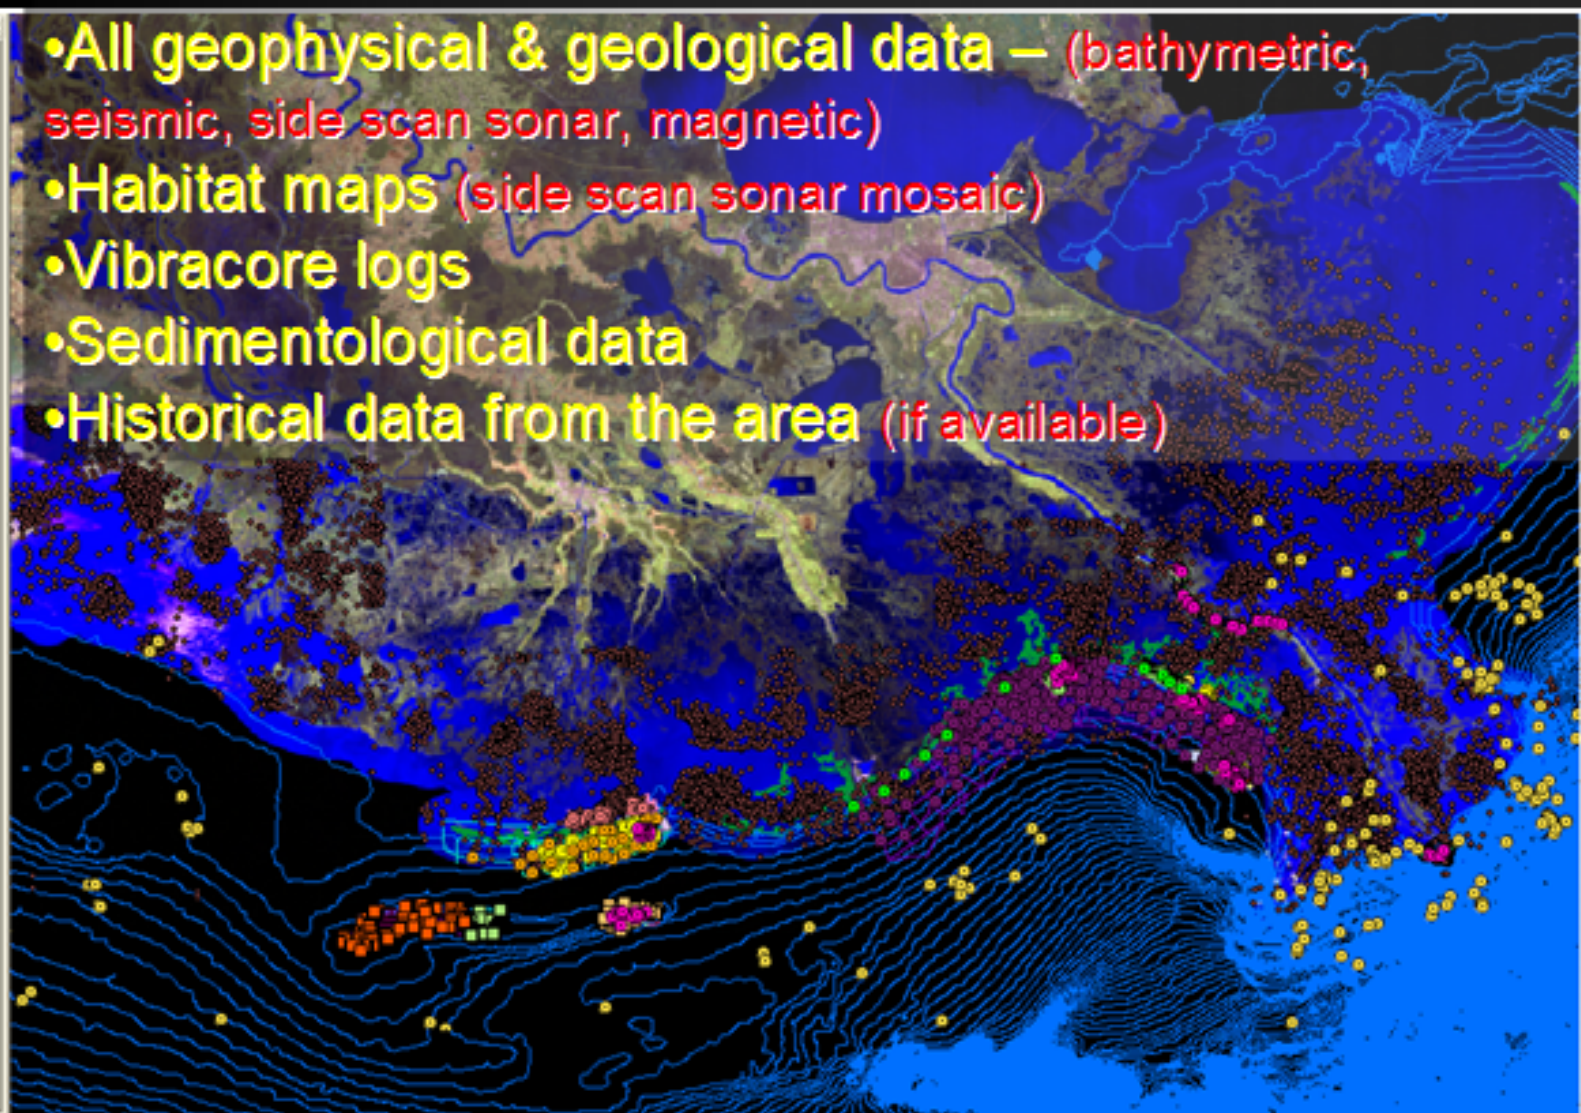 •All geophysical & geological data – (bathymetric,
seismic, side scan sonar, magnetic)
•Habitat maps (side scan sonar mosaic)
•Vibracore logs
•Sedimentological data
•Historical data from the area (if available)